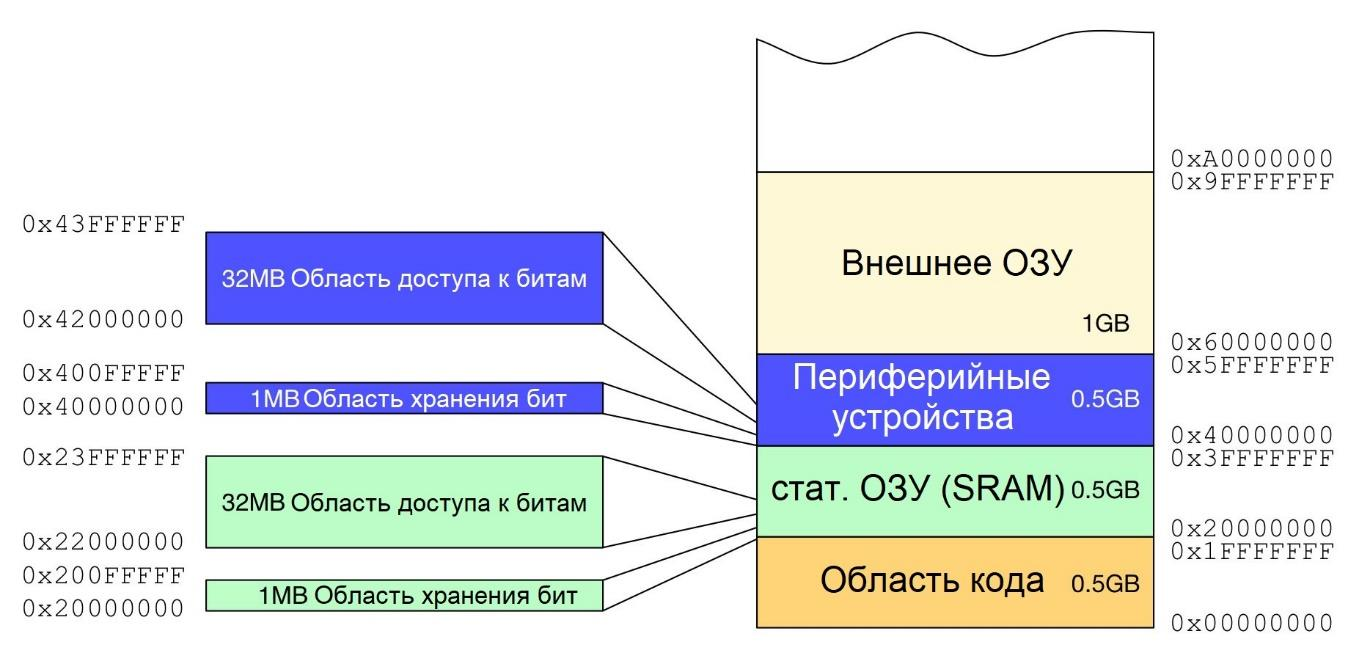 0xA0000000
0x9FFFFFFF
Внешнее ОЗУ
1GB
0x60000000
0x5FFFFFFF
Периферийные
устройства
0.5GB
0x40000000
0x3FFFFFFF
стат. ОЗУ (SRAM) 0.5GB
0x20000000
0x1FFFFFFF
Область кода 0.5GB
0x00000000
0x43FFFFFF
32MB Область доступа к битам
0x42000000
0x400FFFFF
1MB Область хранения бит
0x40000000
0x23FFFFFF
32MB Область доступа к битам
0x22000000
0x200FFFFF
1MB Область хранения бит
0x20000000